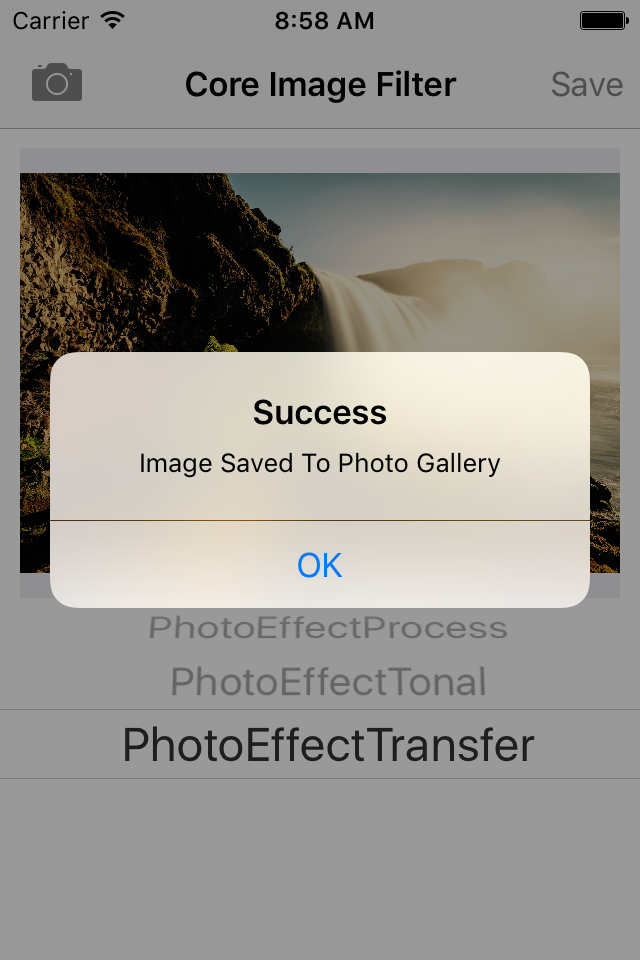 Carrier 8:58 AM
Core Image Filter Save
Success
Image Saved To Photo Gallery
OK
PhotoEffectProcess
PhotoEffectTonal
PhotoEffectTransfer